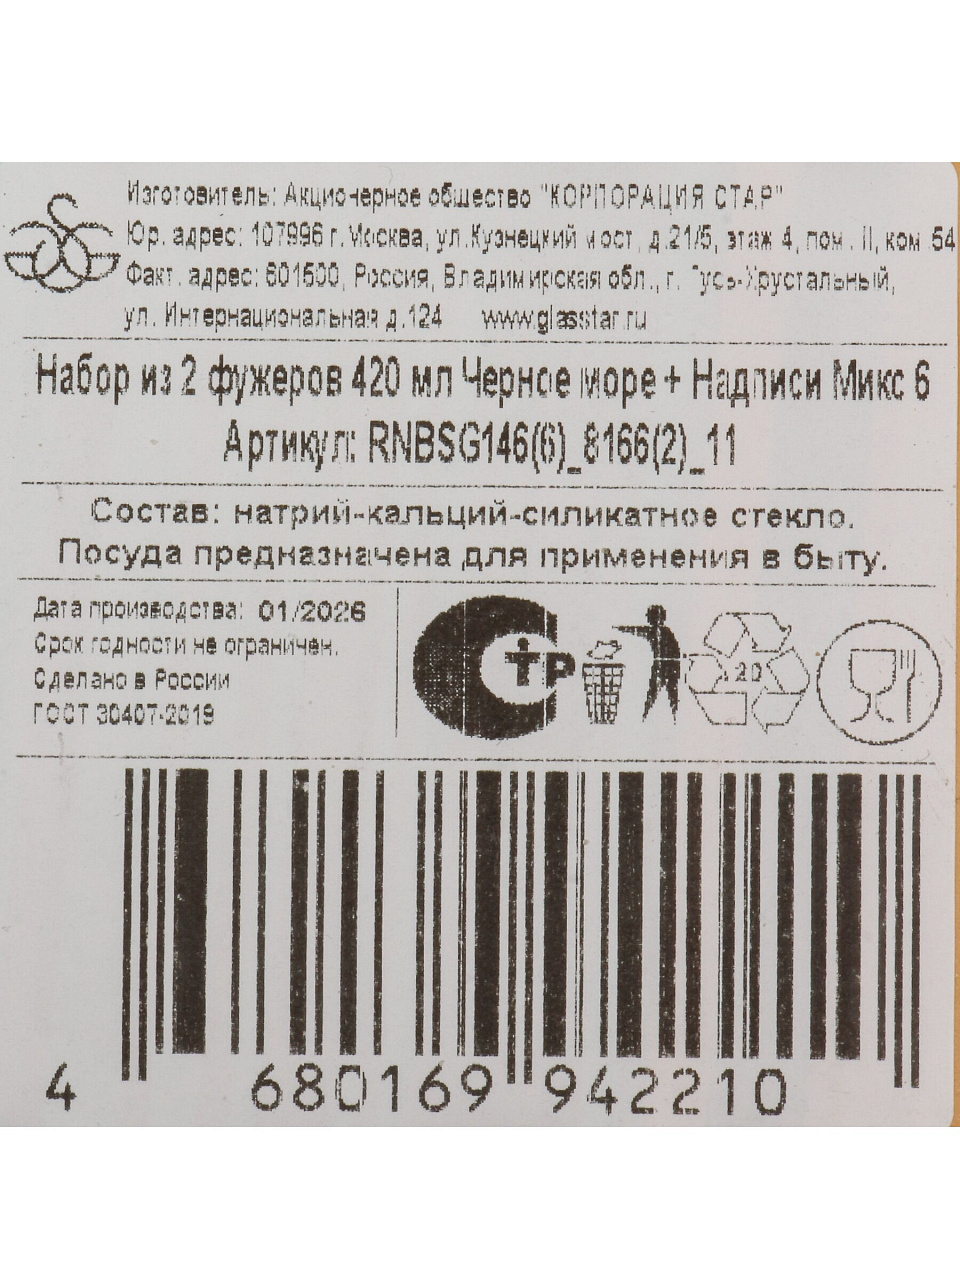 Изготовитель: Акционерное общество "КОРПОРАЦИЯ СТАР"
Юр. адрес: 107996 г.Москва, ул.Кузнецкий мост, д.21/5, этаж 4, пом. II, ком 54
Факт. адрес: 601500, Россия, Владимирская обл., г. Гусь-Хрустальный,
ул. Интернациональная д.124 www.glasstar.ru
Набор из 2 фужеров 420 мл Черное море + Надписи Микс 6
Артикул: RNBSG146(6)_8166(2)_11
Состав: натрий-кальций-силикатное стекло.
Посуда предназначена для применения в быту.
Дата производства: 01/2026
Срок годности не ограничен.
Сделано в России
ГОСТ 30407-2019
СТР
20
4 680169 942210